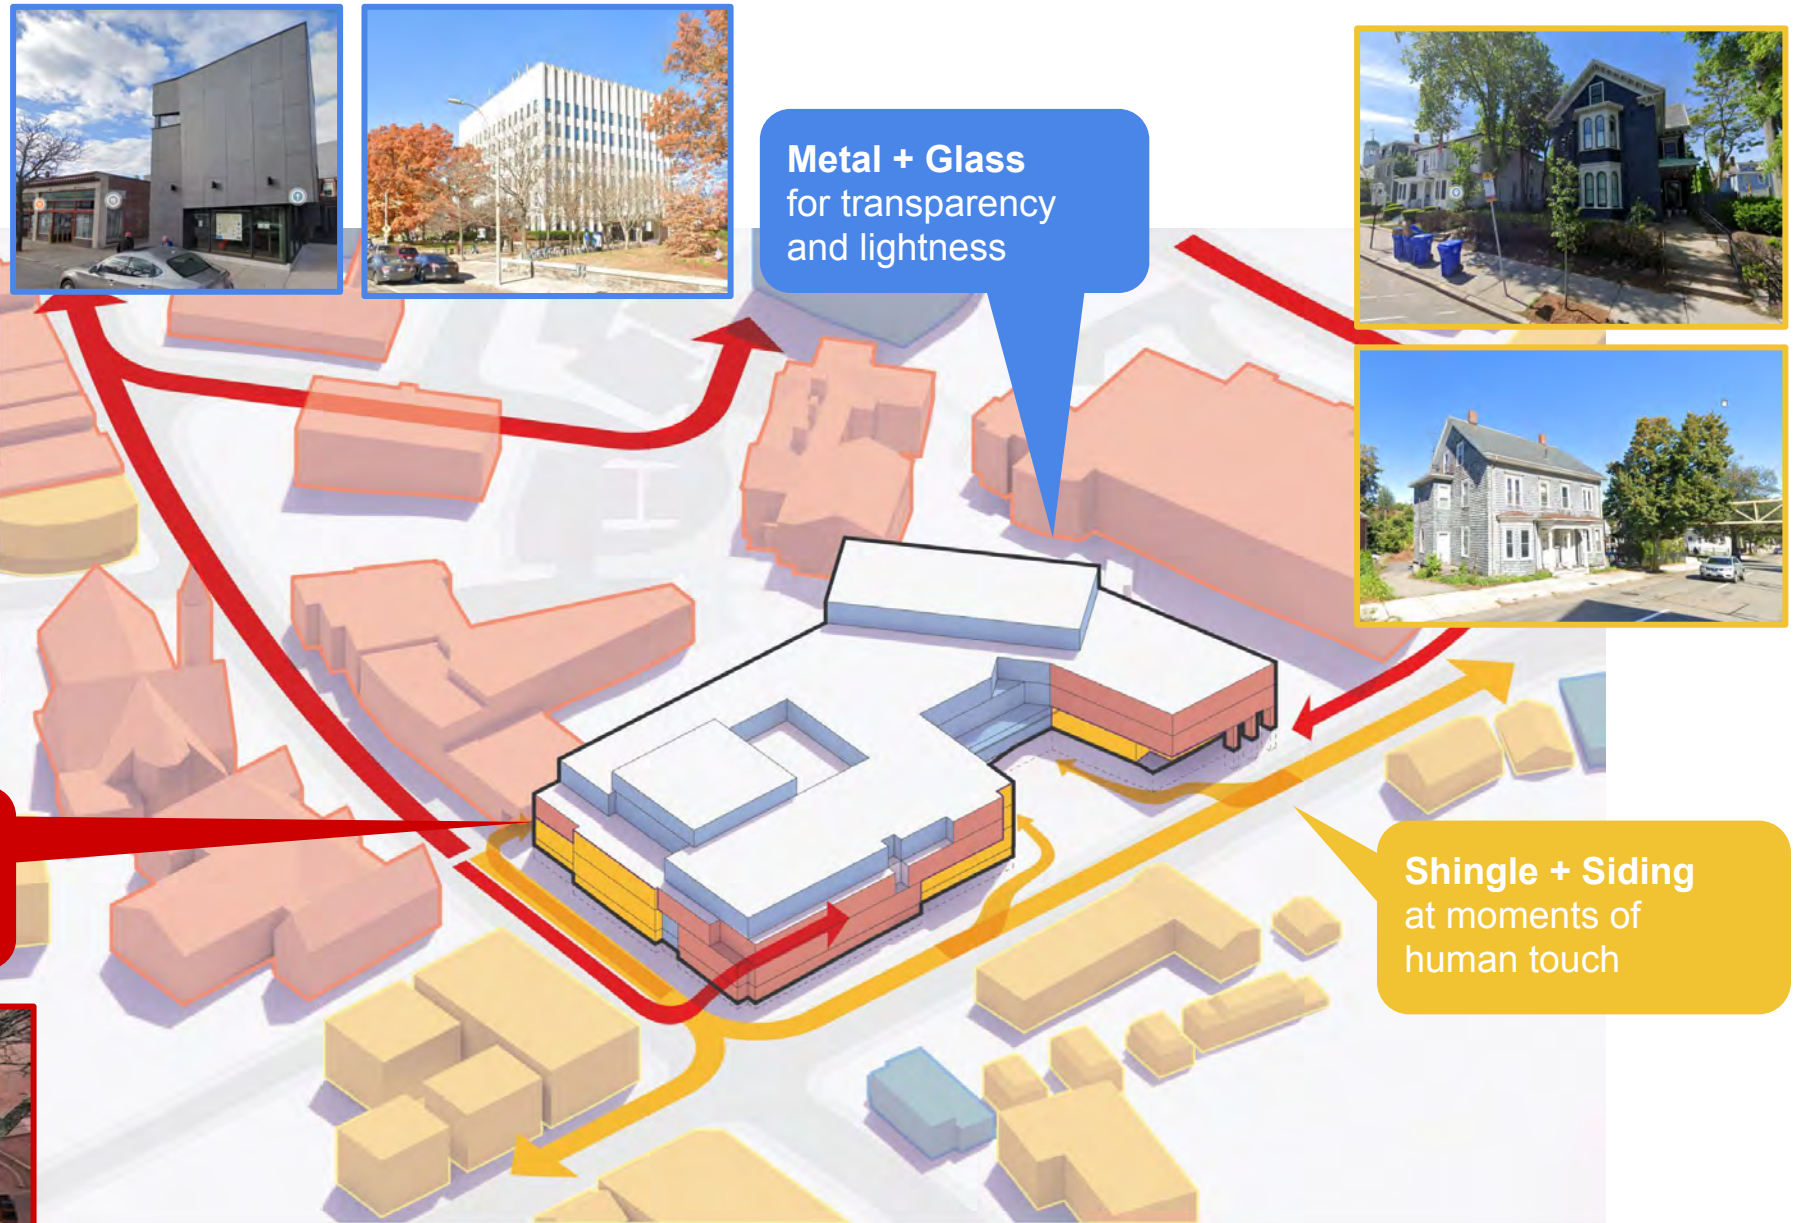 Metal + Glass
for transparency
and lightness
Shingle + Siding
at moments of
human touch